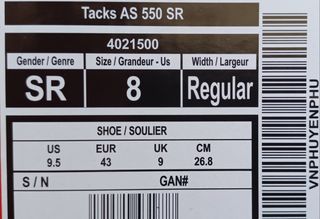 Tacks AS 550 SR
4021500
Gender / Genre Size / Grandeur - Us Width / Largeur
SR 8 Regular
SHOE / SOULIER
US EUR UK CM
9.5 43 9 26.8
S / N GAN#
VNPHUYENPHU